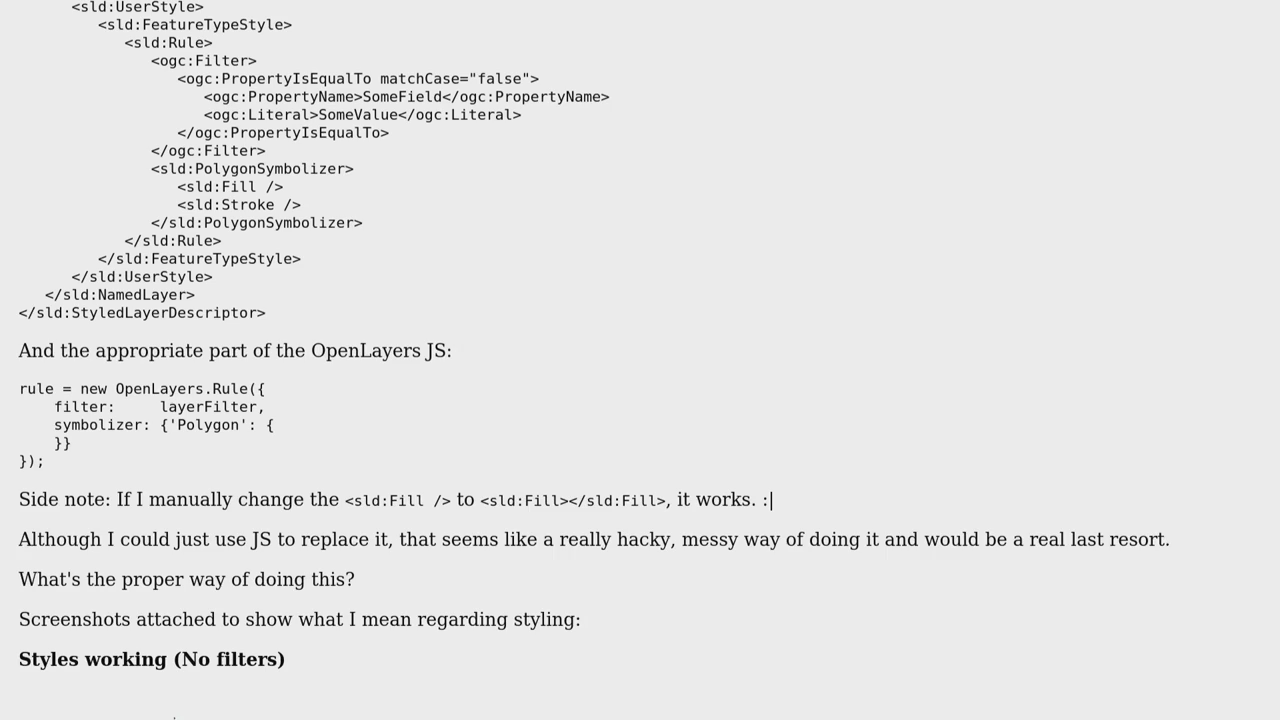 <sld:UserStyle>
<sld:FeatureTypeStyle>
<sld:Rule>
<ogc:Filter>
<ogc:PropertyIsEqualTo matchCase="false">
<ogc:PropertyName>SomeField</ogc:PropertyName>
<ogc:Literal>SomeValue</ogc:Literal>
</ogc:PropertyIsEqualTo>
</ogc:Filter>
<sld:PolygonSymbolizer>
<sld:Fill />
<sld:Stroke />
</sld:PolygonSymbolizer>
</sld:Rule>
</sld:FeatureTypeStyle>
</sld:UserStyle>
</sld:NamedLayer>
</sld:StyledLayerDescriptor>
And the appropriate part of the OpenLayers JS:
rule = new OpenLayers.Rule({
filter:     layerFilter,
symbolizer: {'Polygon': {
}}
});
Side note: If I manually change the <sld:Fill /> to <sld:Fill></sld:Fill>, it works. :|
Although I could just use JS to replace it, that seems like a really hacky, messy way of doing it and would be a real last resort.
What's the proper way of doing this?
Screenshots attached to show what I mean regarding styling:
Styles working (No filters)